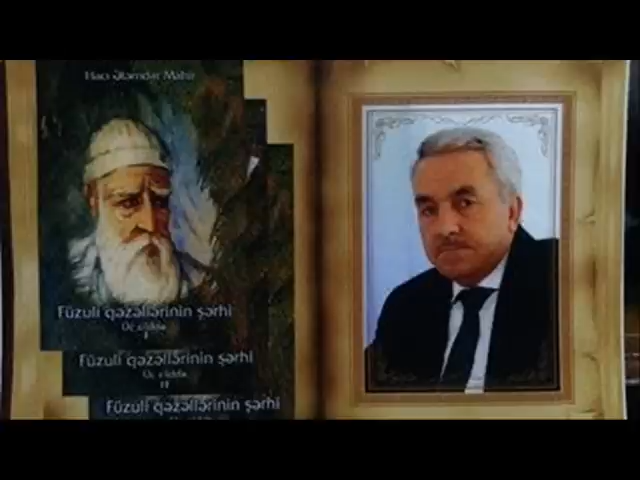 Hacı Ələmdar Mahir
Füzuli qəzəllərinin şərhi
Üç cilddə
I
Füzuli qəzəllərinin şərhi
Üç cilddə
II
Füzuli qəzəllərinin şərhi